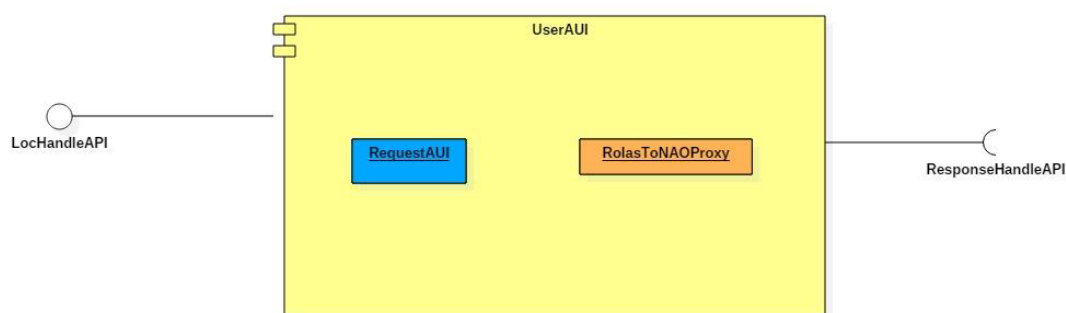 UserAUI
LocHandleAPI
RequestAUI
RolasToNAOProxy
ResponseHandleAPI